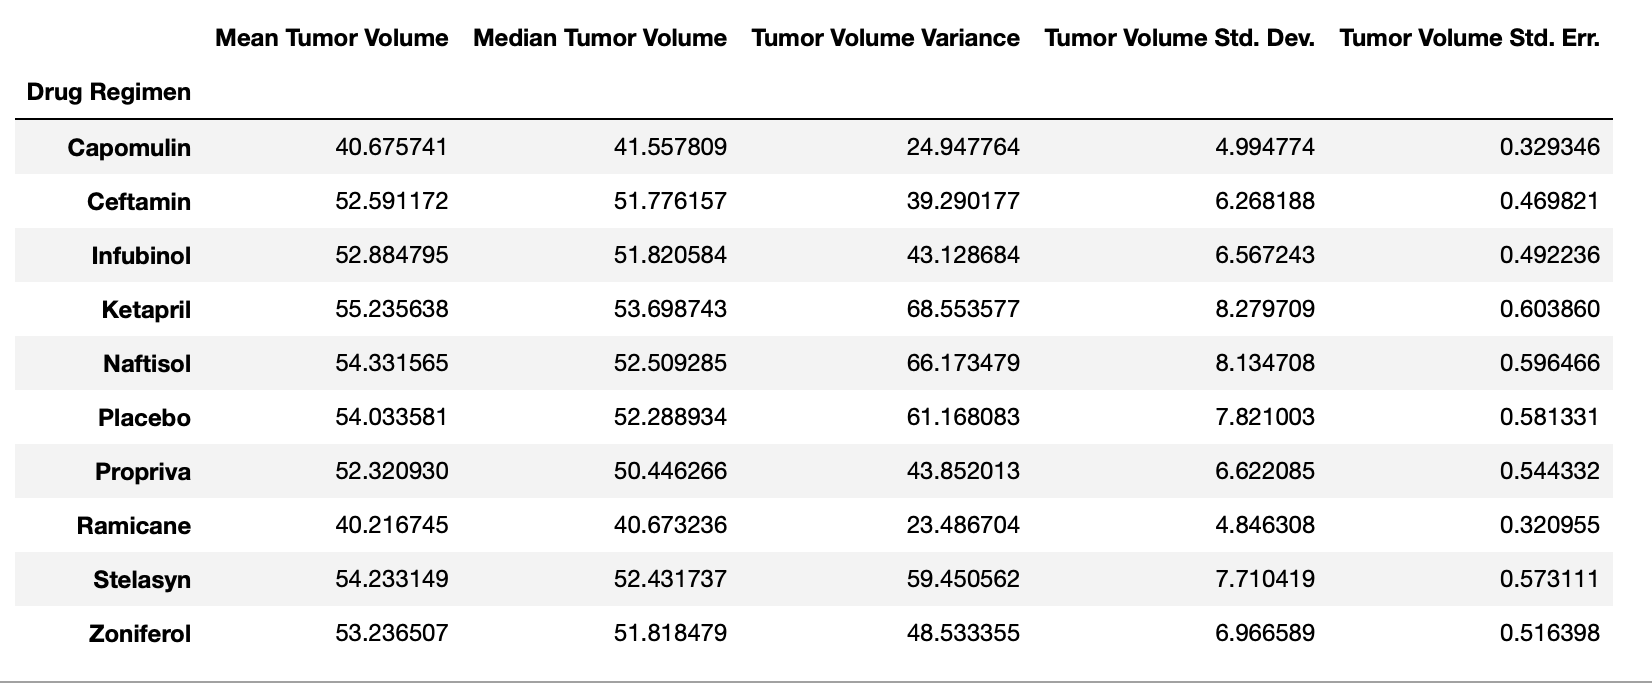 Mean Tumor Volume Median Tumor Volume Tumor Volume Variance Tumor Volume Std. Dev. Tumor Volume Std. Err.
Drug Regimen
Capomulin 40.675741 41.557809 24.947764 4.994774 0.329346
Ceftamin 52.591172 51.776157 39.290177 6.268188 0.469821
Infubinol 52.884795 51.820584 43.128684 6.567243 0.492236
Ketapril 55.235638 53.698743 68.553577 8.279709 0.603860
Naftisol 54.331565 52.509285 66.173479 8.134708 0.596466
Placebo 54.033581 52.288934 61.168083 7.821003 0.581331
Propriva 52.320930 50.446266 43.852013 6.622085 0.544332
Ramicane 40.216745 40.673236 23.486704 4.846308 0.320955
Stelasyn 54.233149 52.431737 59.450562 7.710419 0.573111
Zoniferol 53.236507 51.818479 48.533355 6.966589 0.516398